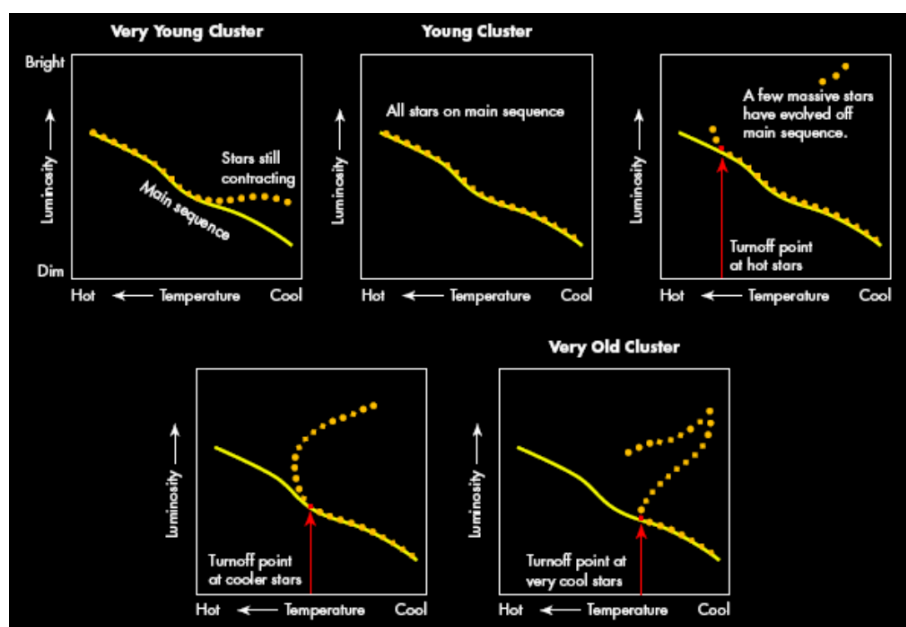 Very Young Cluster
Bright
Luminosity
Stars still
contracting
Main sequence
Dim
Hot
Temperature
Cool
Young Cluster
All stars on main sequence
Luminosity
Hot
Temperature
Cool
A few massive stars
have evolved off
main sequence.
Luminosity
Turnoff point
at hot stars
Hot
Temperature
Cool
Luminosity
Turnoff point
at cooler stars
Hot
Temperature
Cool
Very Old Cluster
Luminosity
Turnoff point at
very cool stars
Hot
Temperature
Cool